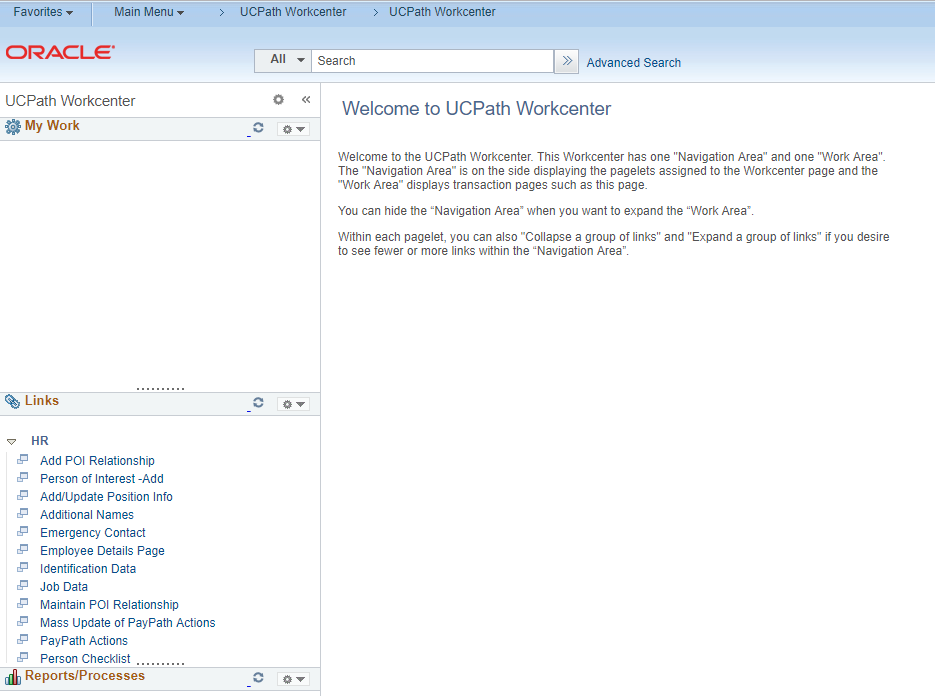 Favorites Main Menu > UCPath Workcenter > UCPath Workcenter
ORACLE
All Search Advanced Search
UCPath Workcenter
My Work
Links
HR
Add POI Relationship
Person of Interest -Add
Add/Update Position Info
Additional Names
Emergency Contact
Employee Details Page
Identification Data
Job Data
Maintain POI Relationship
Mass Update of PayPath Actions
PayPath Actions
Person Checklist
Reports/Processes
Welcome to UCPath Workcenter
Welcome to the UCPath Workcenter. This Workcenter has one "Navigation Area" and one "Work Area".
The "Navigation Area" is on the side displaying the pagelets assigned to the Workcenter page and the
"Work Area" displays transaction pages such as this page.
You can hide the “Navigation Area” when you want to expand the “Work Area”.
Within each pagelet, you can also "Collapse a group of links" and "Expand a group of links" if you desire
to see fewer or more links within the “Navigation Area”.